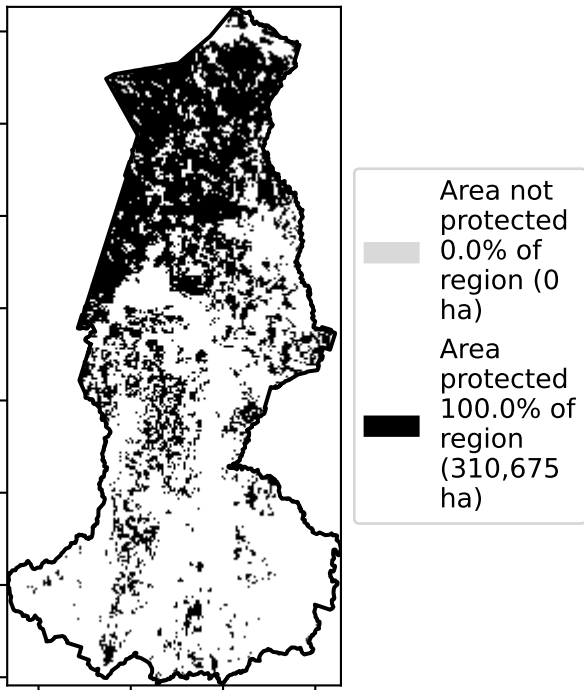 Area not
protected
0.0% of
region (0
ha)
Area
protected
100.0% of
region
(310,675
ha)